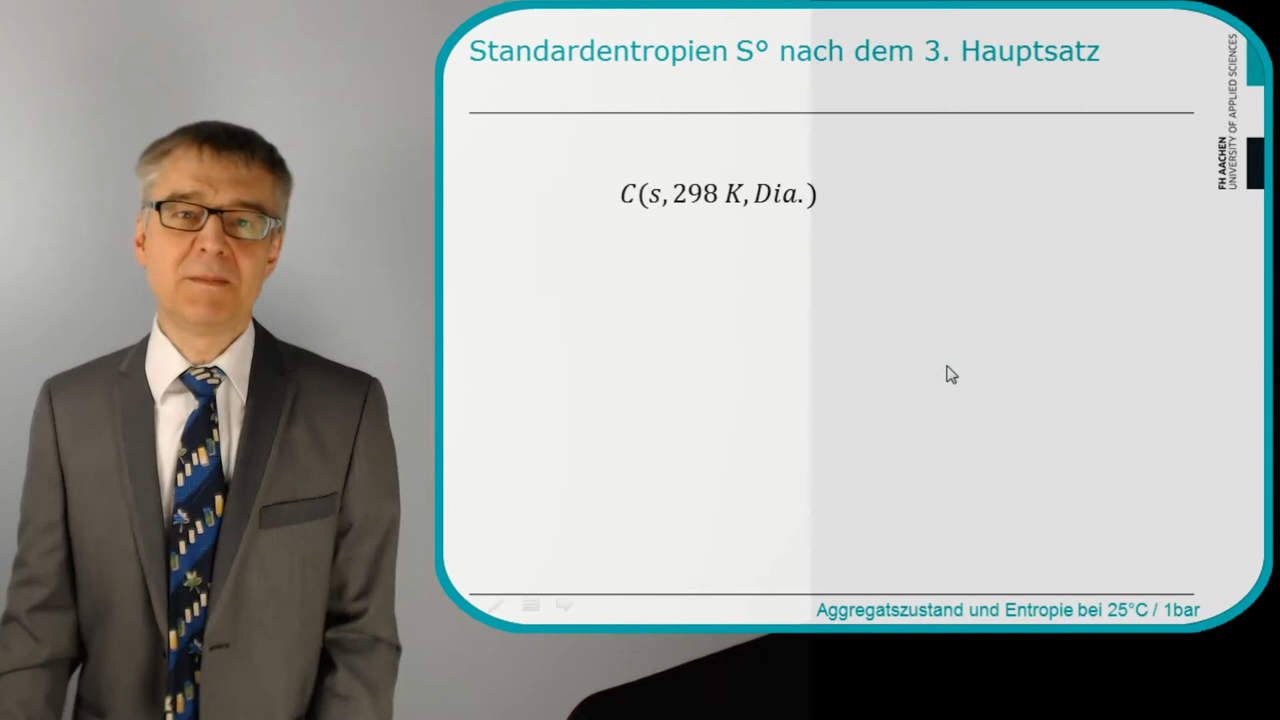 Standardentropien S° nach dem 3. Hauptsatz
FH AACHEN
UNIVERSITY OF APPLIED SCIENCES
C(s, 298 K, Dia.)
Aggregatszustand und Entropie bei 25°C / 1bar